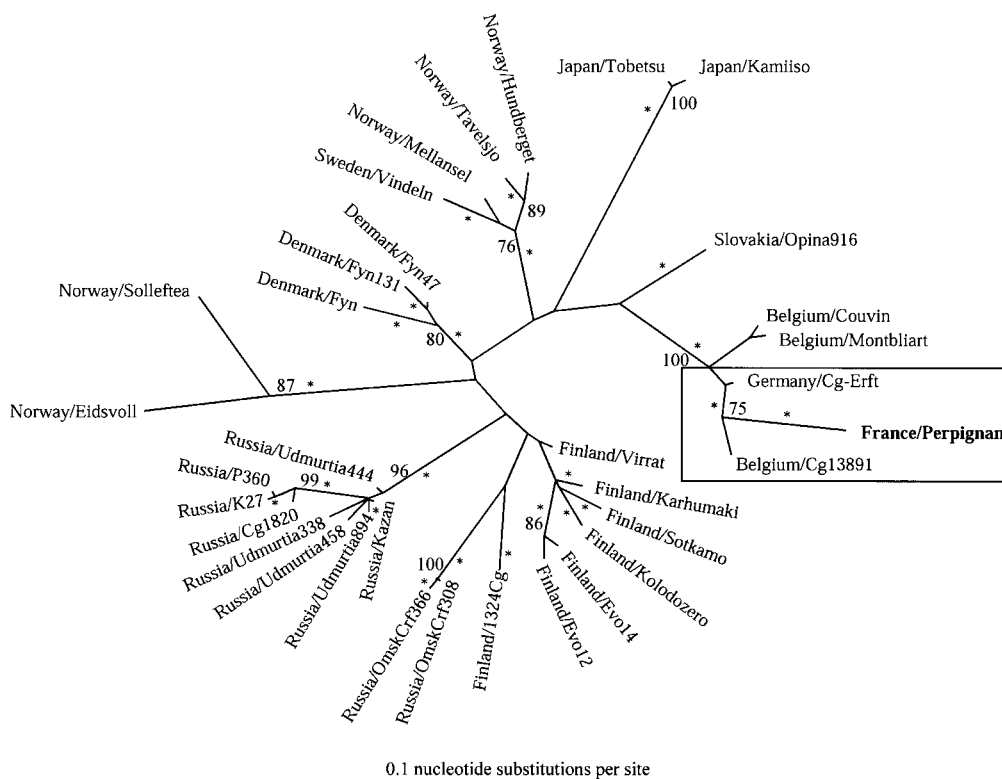 Japan/Tobetsu
Japan/Kamiiso
*
100
Norway/Hundberget
Norway/Tavelsjo
Norway/Mellansel
Sweden/Vindeln
*
*
89
76
*
Slovakia/Opina916
*
Denmark/Fyn47
Denmark/Fyn131
Denmark/Fyn
*
*
80
*
Norway/Solleftea
87
*
Norway/Eidsvoll
Belgium/Couvin
Belgium/Montbliart
*
100
Germany/Cg-Erft
*
75
*
France/Perpignan
Belgium/Cg13891
Russia/Udmurtia444
96
*
Russia/P360
99
*
Russia/K27
*
Russia/Cg1820
Russia/Udmurtia338
Russia/Udmurtia458
Russia/Udmurtia894
*
Russia/Kazan
100
*
*
Russia/OmskCrf366
Russia/OmskCrf308
Finland/1324Cg
*
Finland/Virrat
*
Finland/Karhumaki
*
Finland/Sotkamo
*
*
86
Finland/Kolodozero
Finland/Evo14
Finland/Evo12
0.1 nucleotide substitutions per site